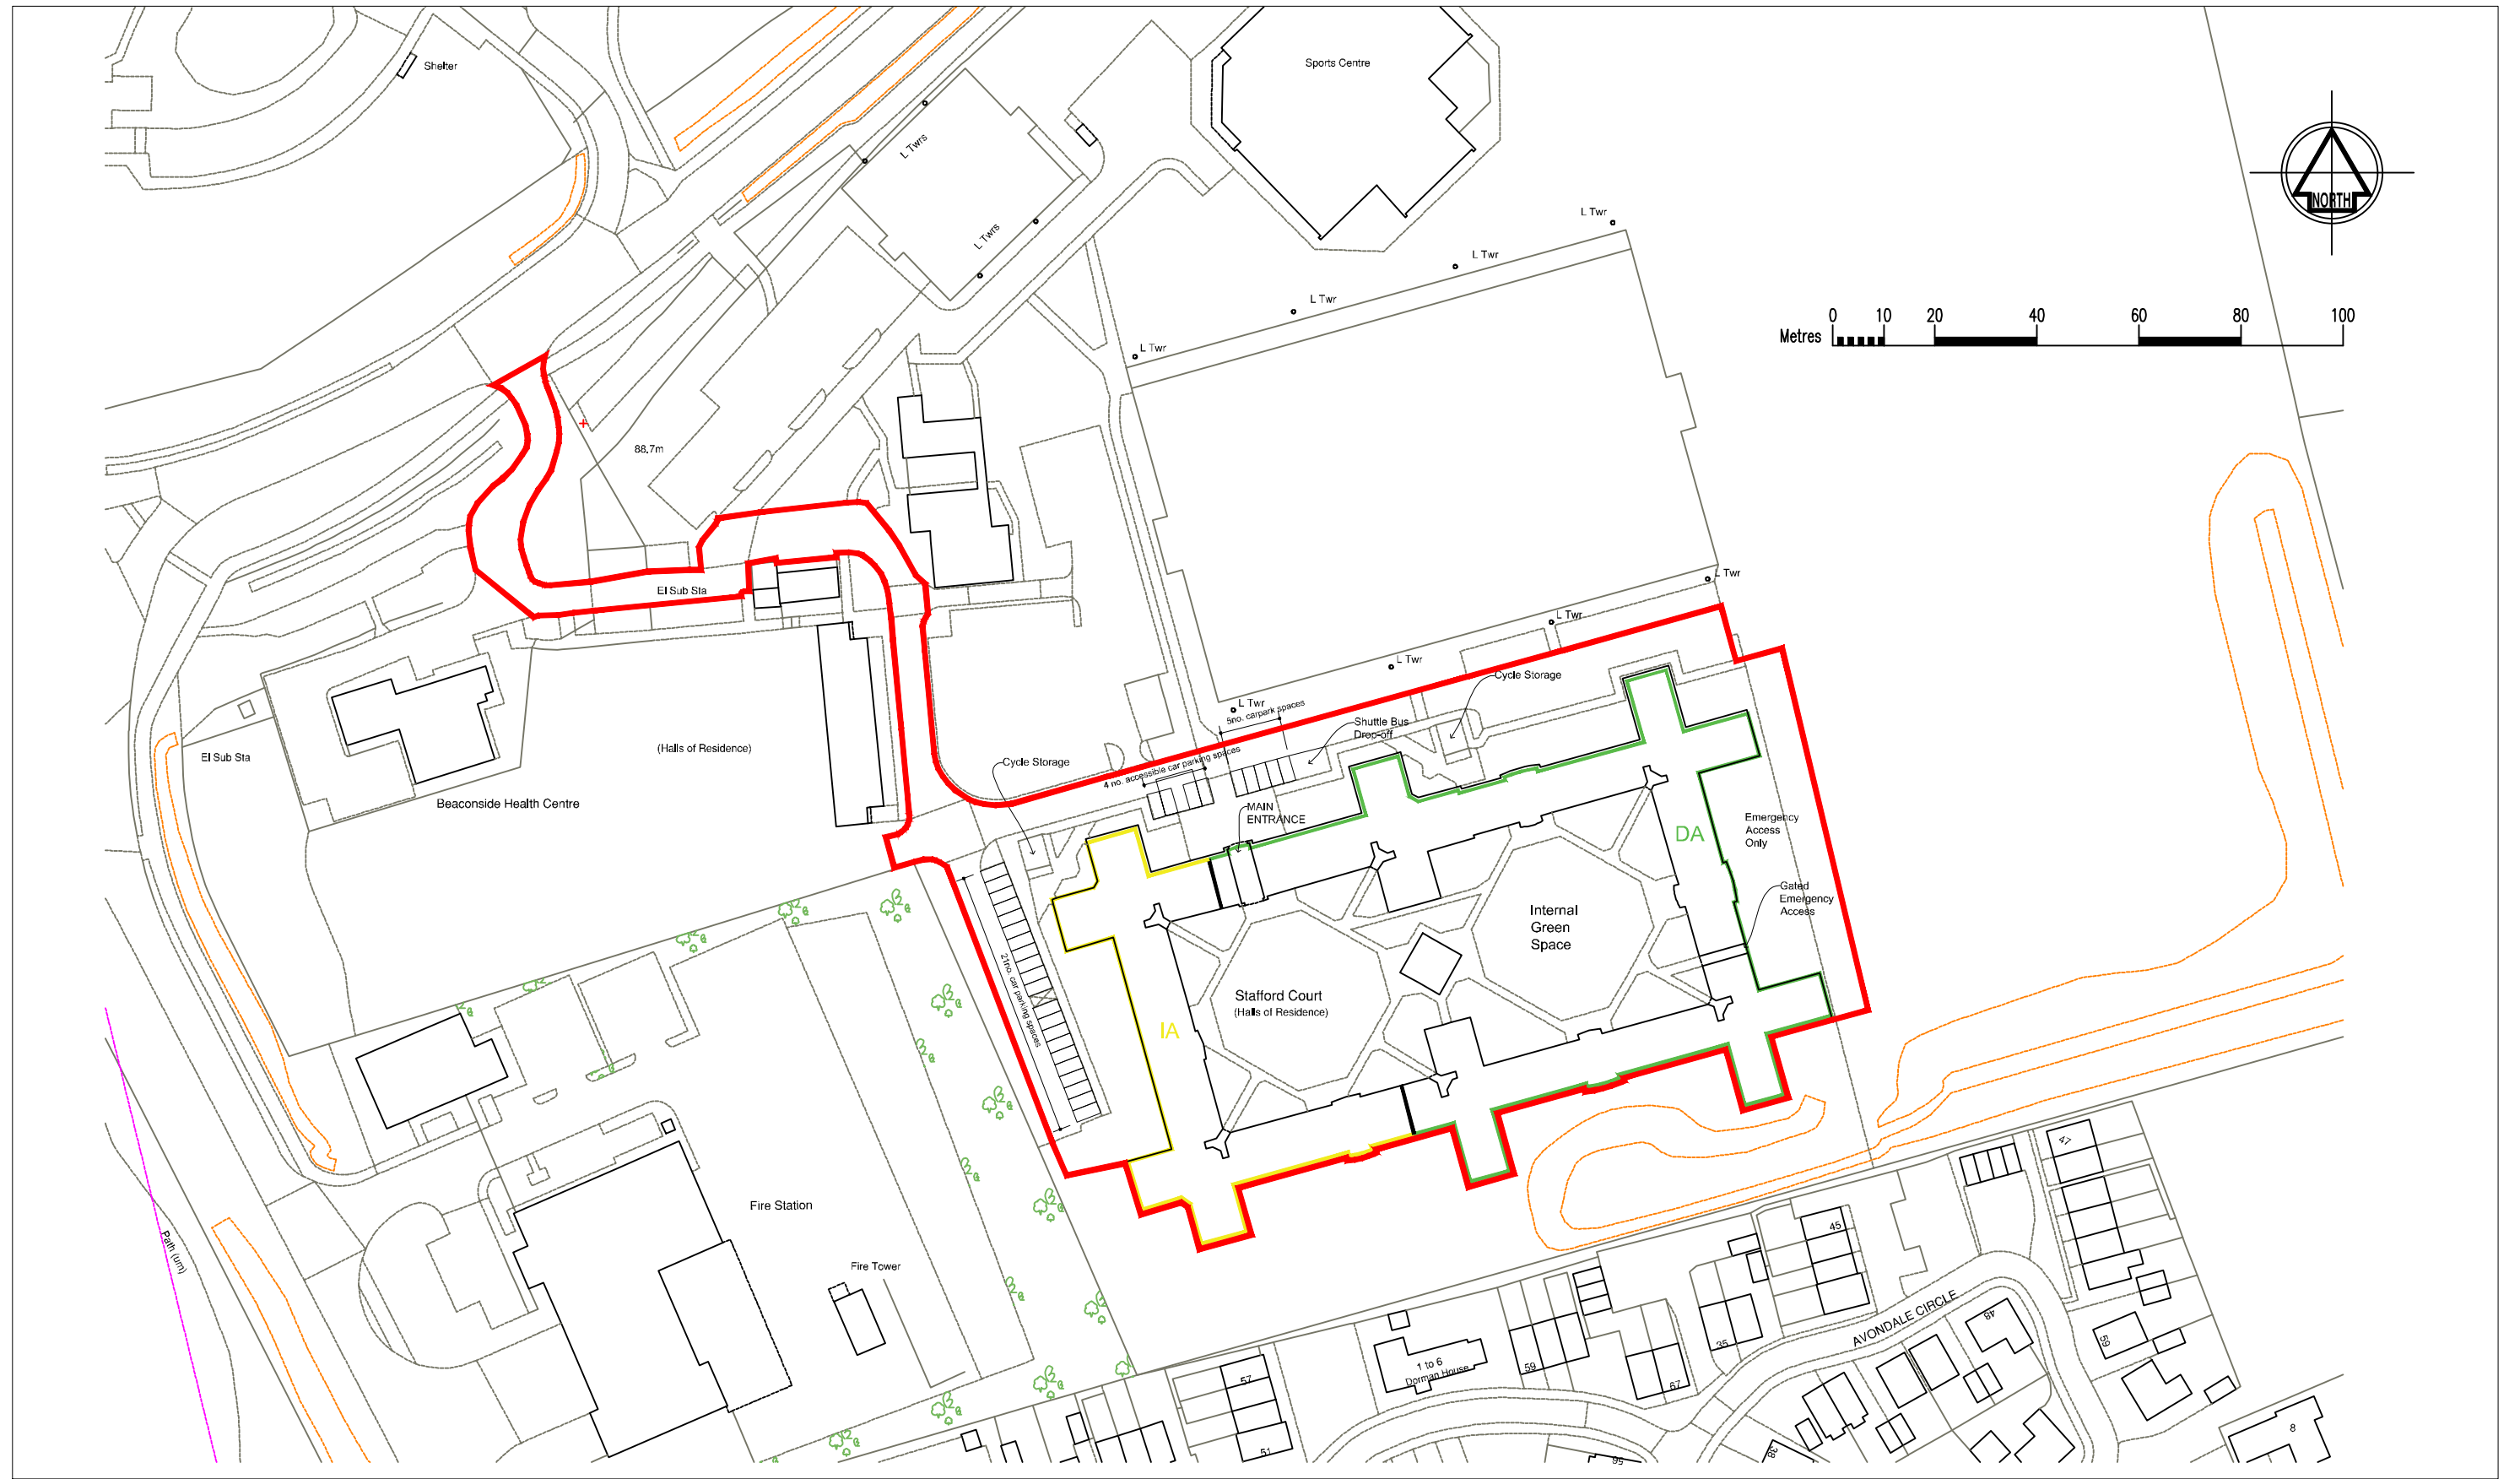 Shelter
Sports Centre
L Twrs
L Twrs
NORTH
L Twr
L Twr
L Twr
L Twr
0 10 20 40 60 80 100
Metres
88.7m
El Sub Sta
L Twr
L Twr
L Twr
Cycle Storage
L Twr
5no. carpark spaces
Shuttle Bus
Drop-off
(Halls of Residence)
El Sub Sta
Cycle Storage
4 no. accessible car parking spaces
Beaconside Health Centre
MAIN
ENTRANCE
Emergency
Access
Only
DA
Gated
Emergency
Access
Internal
Green
Space
21no. car parking spaces
Stafford Court
(Halls of Residence)
IA
Fire Station
Path (um)
Fire Tower
47
45
AVONDALE CIRCLE
48
59
35
1 to 6
Dorman House
59
67
57
51
38
95
8